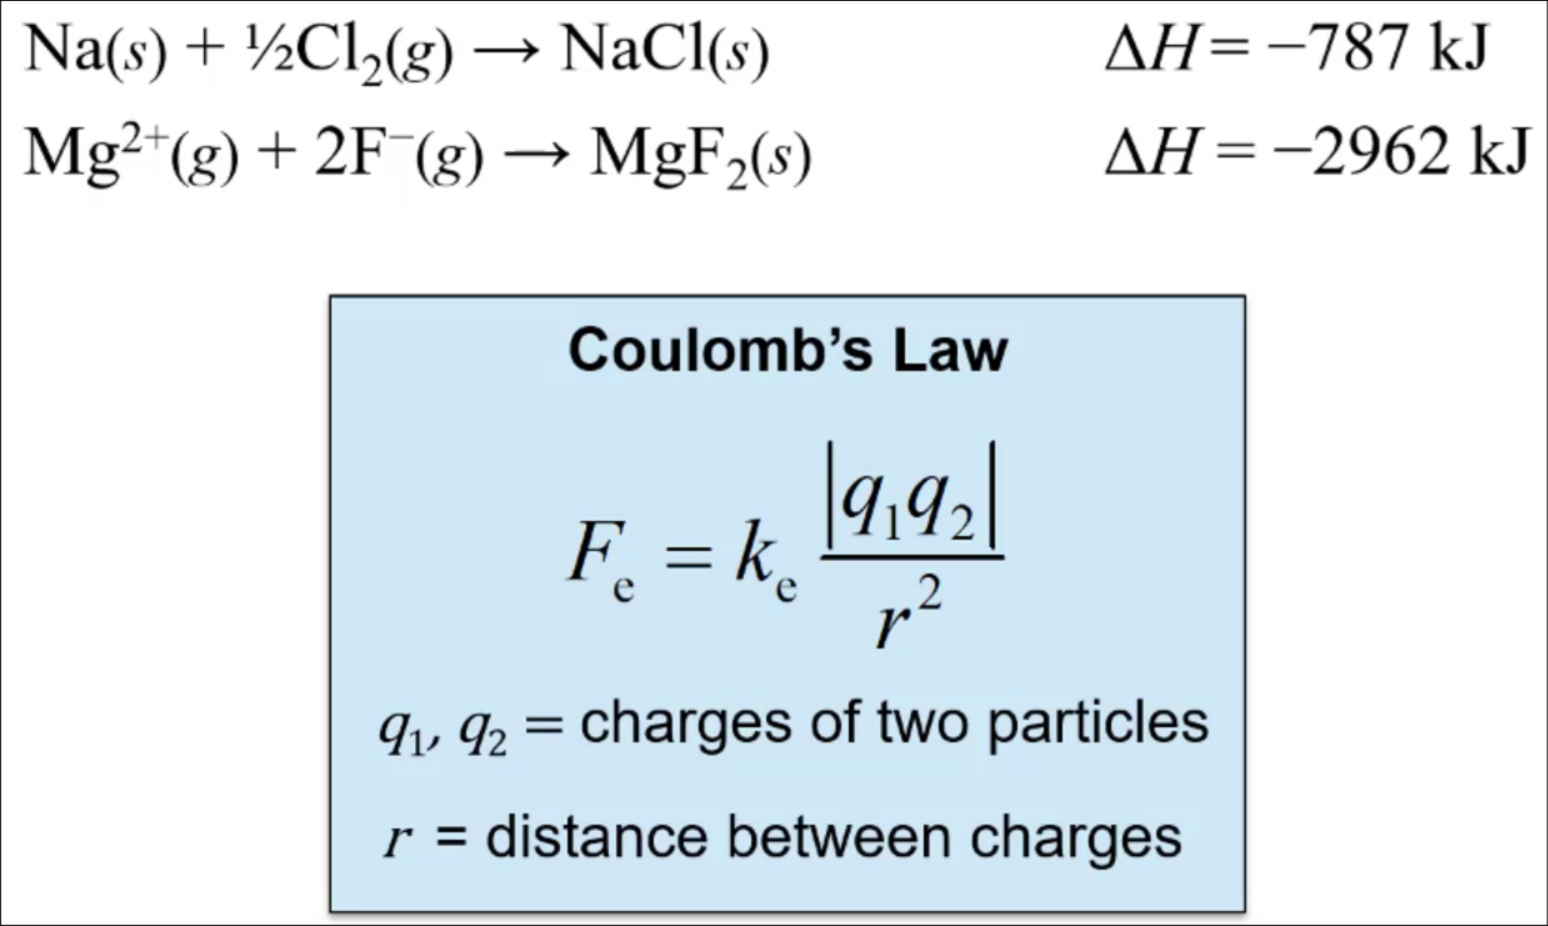 Na(s) + ½Cl₂(g) → NaCl(s) ΔH = −787 kJ
Mg²⁺(g) + 2F⁻(g) → MgF₂(s) ΔH = −2962 kJ
Coulomb’s Law
Fₑ = kₑ |q₁q₂| / r²
q₁, q₂ = charges of two particles
r = distance between charges